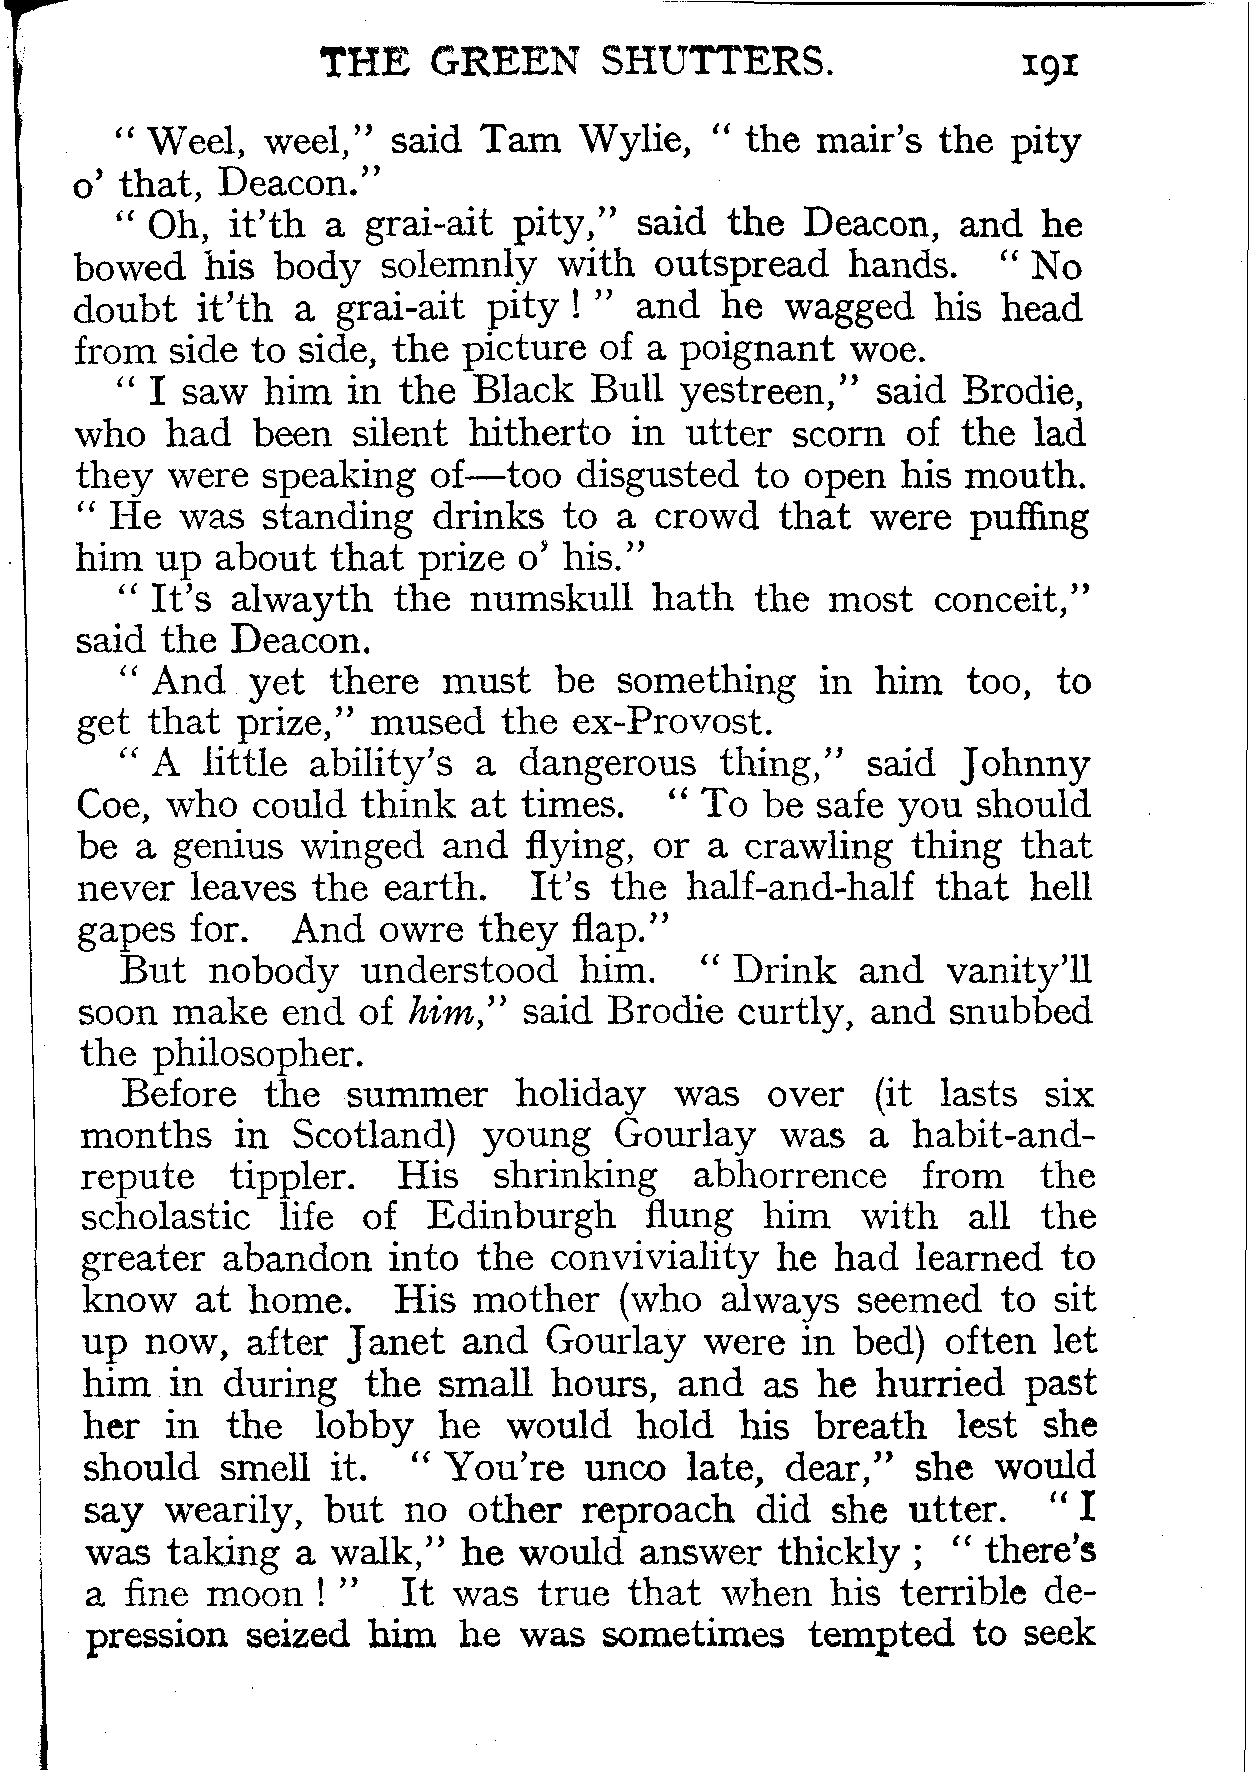 THE GREEN SHUTTERS. 191
" Weel, weel," said Tam Wylie, " the mair's the pity
o' that, Deacon."
" Oh, it'th a grai-ait pity," said the Deacon, and he
bowed his body solemnly with outspread hands. " No
doubt it'th a grai-ait pity ! " and he wagged his head
from side to side, the picture of a poignant woe.
" I saw him in the Black Bull yestreen," said Brodie,
who had been silent hitherto in utter scorn of the lad
they were speaking of—too disgusted to open his mouth.
" He was standing drinks to a crowd that were puffing
him up about that prize o' his."
" It's alwayth the numskull hath the most conceit,"
said the Deacon.
" And yet there must be something in him too, to
get that prize," mused the ex-Provost.
" A little ability's a dangerous thing," said Johnny
Coe, who could think at times. " To be safe you should
be a genius winged and flying, or a crawling thing that
never leaves the earth. It's the half-and-half that hell
gapes for. And owre they flap."
But nobody understood him. " Drink and vanity'll
soon make end of him," said Brodie curtly, and snubbed
the philosopher.
Before the summer holiday was over (it lasts six
months in Scotland) young Gourlay was a habit-and-
repute tippler. His shrinking abhorrence from the
scholastic life of Edinburgh flung him with all the
greater abandon into the conviviality he had learned to
know at home. His mother (who always seemed to sit
up now, after Janet and Gourlay were in bed) often let
him in during the small hours, and as he hurried past
her in the lobby he would hold his breath lest she
should smell it. " You're unco late, dear," she would
say wearily, but no other reproach did she utter. " I
was taking a walk," he would answer thickly ; " there's
a fine moon ! " It was true that when his terrible de-
pression seized him he was sometimes tempted to seek